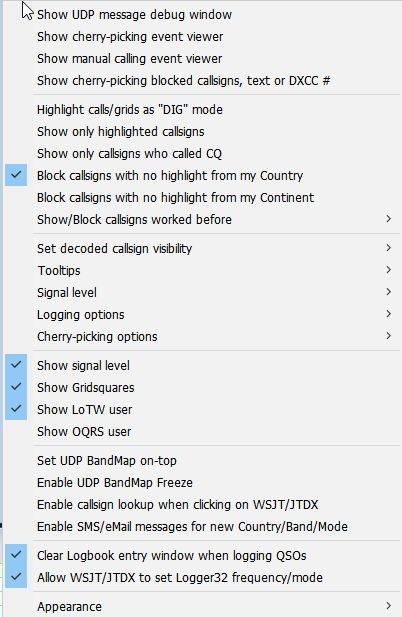 Show UDP message debug window
Show cherry-picking event viewer
Show manual calling event viewer
Show cherry-picking blocked callsigns, text or DXCC #
Highlight calls/grids as "DIG" mode
Show only highlighted callsigns
Show only callsigns who called CQ
Block callsigns with no highlight from my Country
Block callsigns with no highlight from my Continent
Show/Block callsigns worked before
Set decoded callsign visibility
Tooltips
Signal level
Logging options
Cherry-picking options
Show signal level
Show Gridsquares
Show LoTW user
Show OQRS user
Set UDP BandMap on-top
Enable UDP BandMap Freeze
Enable callsign lookup when clicking on WSJT/JTDX
Enable SMS/eMail messages for new Country/Band/Mode
Clear Logbook entry window when logging QSOs
Allow WSJT/JTDX to set Logger32 frequency/mode
Appearance